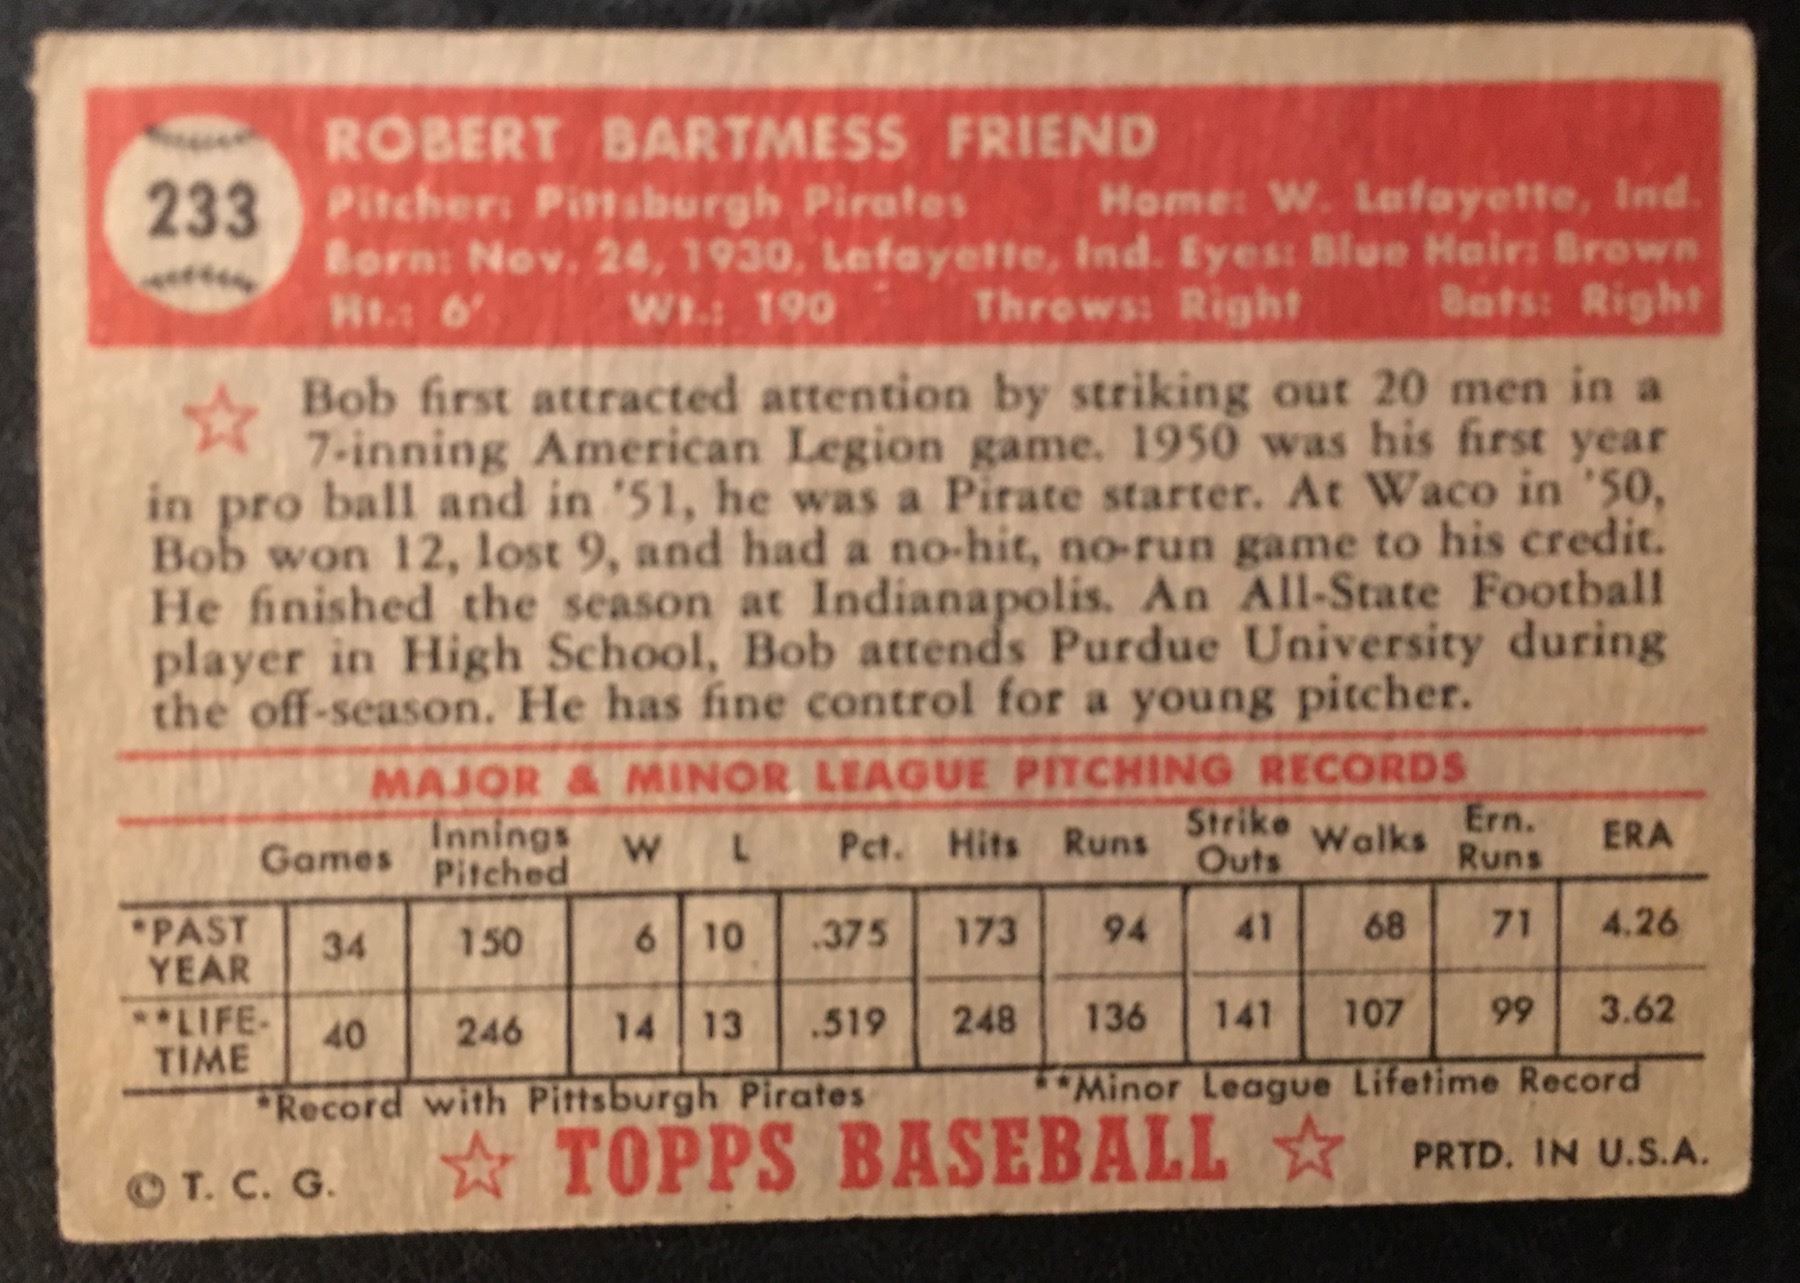 233
ROBERT BARTMESS FRIEND
Pitcher: Pittsburgh Pirates Home: W. Lafayette, Ind.
Born: Nov. 24, 1930, Lafayette, Ind. Eyes: Blue Hair: Brown
Ht.: 6' Wt.: 190 Throws: Right Bats: Right
Bob first attracted attention by striking out 20 men in a
7-inning American Legion game. 1950 was his first year
in pro ball and in '51, he was a Pirate starter. At Waco in '50,
Bob won 12, lost 9, and had a no-hit, no-run game to his credit.
He finished the season at Indianapolis. An All-State Football
player in High School, Bob attends Purdue University during
the off-season. He has fine control for a young pitcher.
MAJOR & MINOR LEAGUE PITCHING RECORDS
Games Innings Pitched W L Pct. Hits Runs Strike Outs Walks Ern. Runs ERA
*PAST YEAR 34 150 6 10 .375 173 94 41 68 71 4.26
**LIFE-TIME 40 246 14 13 .519 248 136 141 107 99 3.62
*Record with Pittsburgh Pirates **Minor League Lifetime Record
© T. C. G. TOPPS BASEBALL PRTD. IN U.S.A.